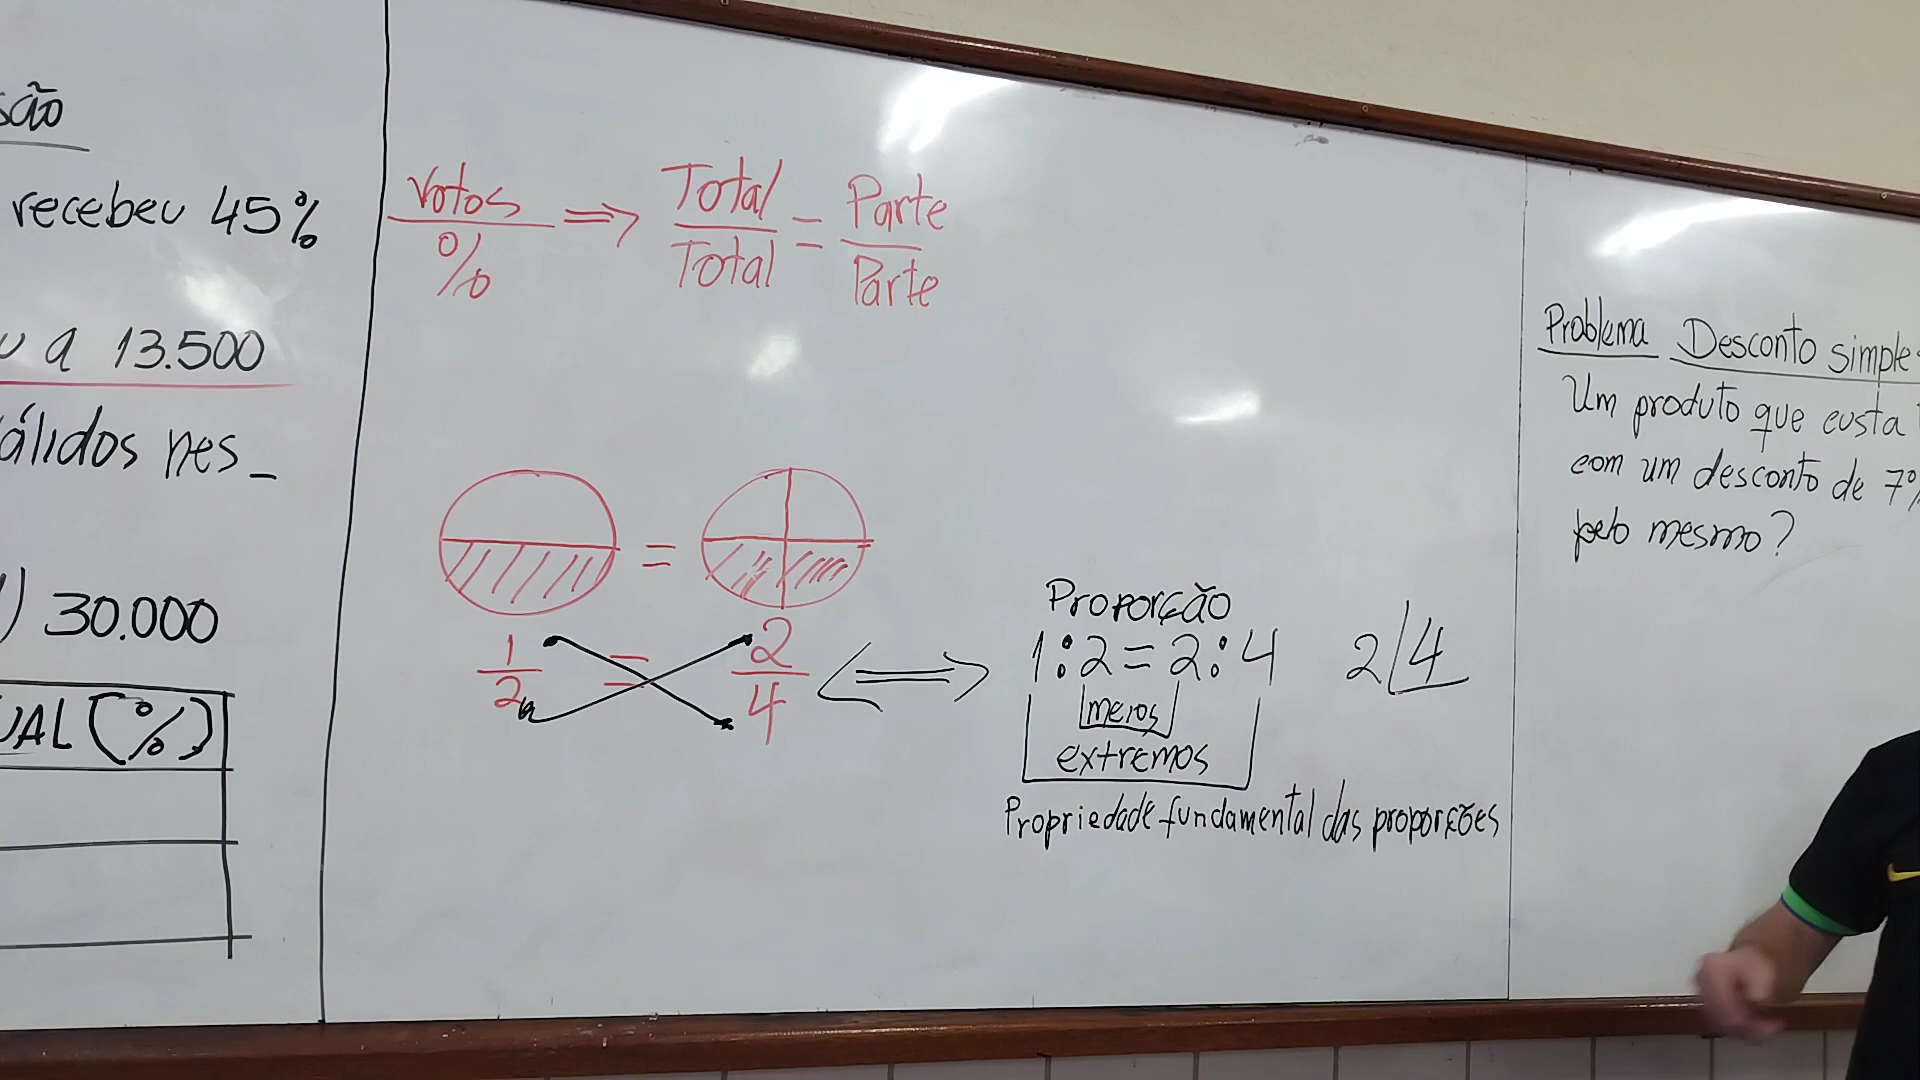 são
recebeu 45%
u a 13.500
álidos nes_
) 30.000
UAL (%)
Votos
%
⇒
Total
Total
=
Parte
Parte
=
1
2
=
2
4
⇔
Proporção
1:2=2:4
meios
extremos
Propriedade fundamental das proporções
2 4
Problema Desconto simple
Um produto que custa
com um desconto de 7%
pelo mesmo?